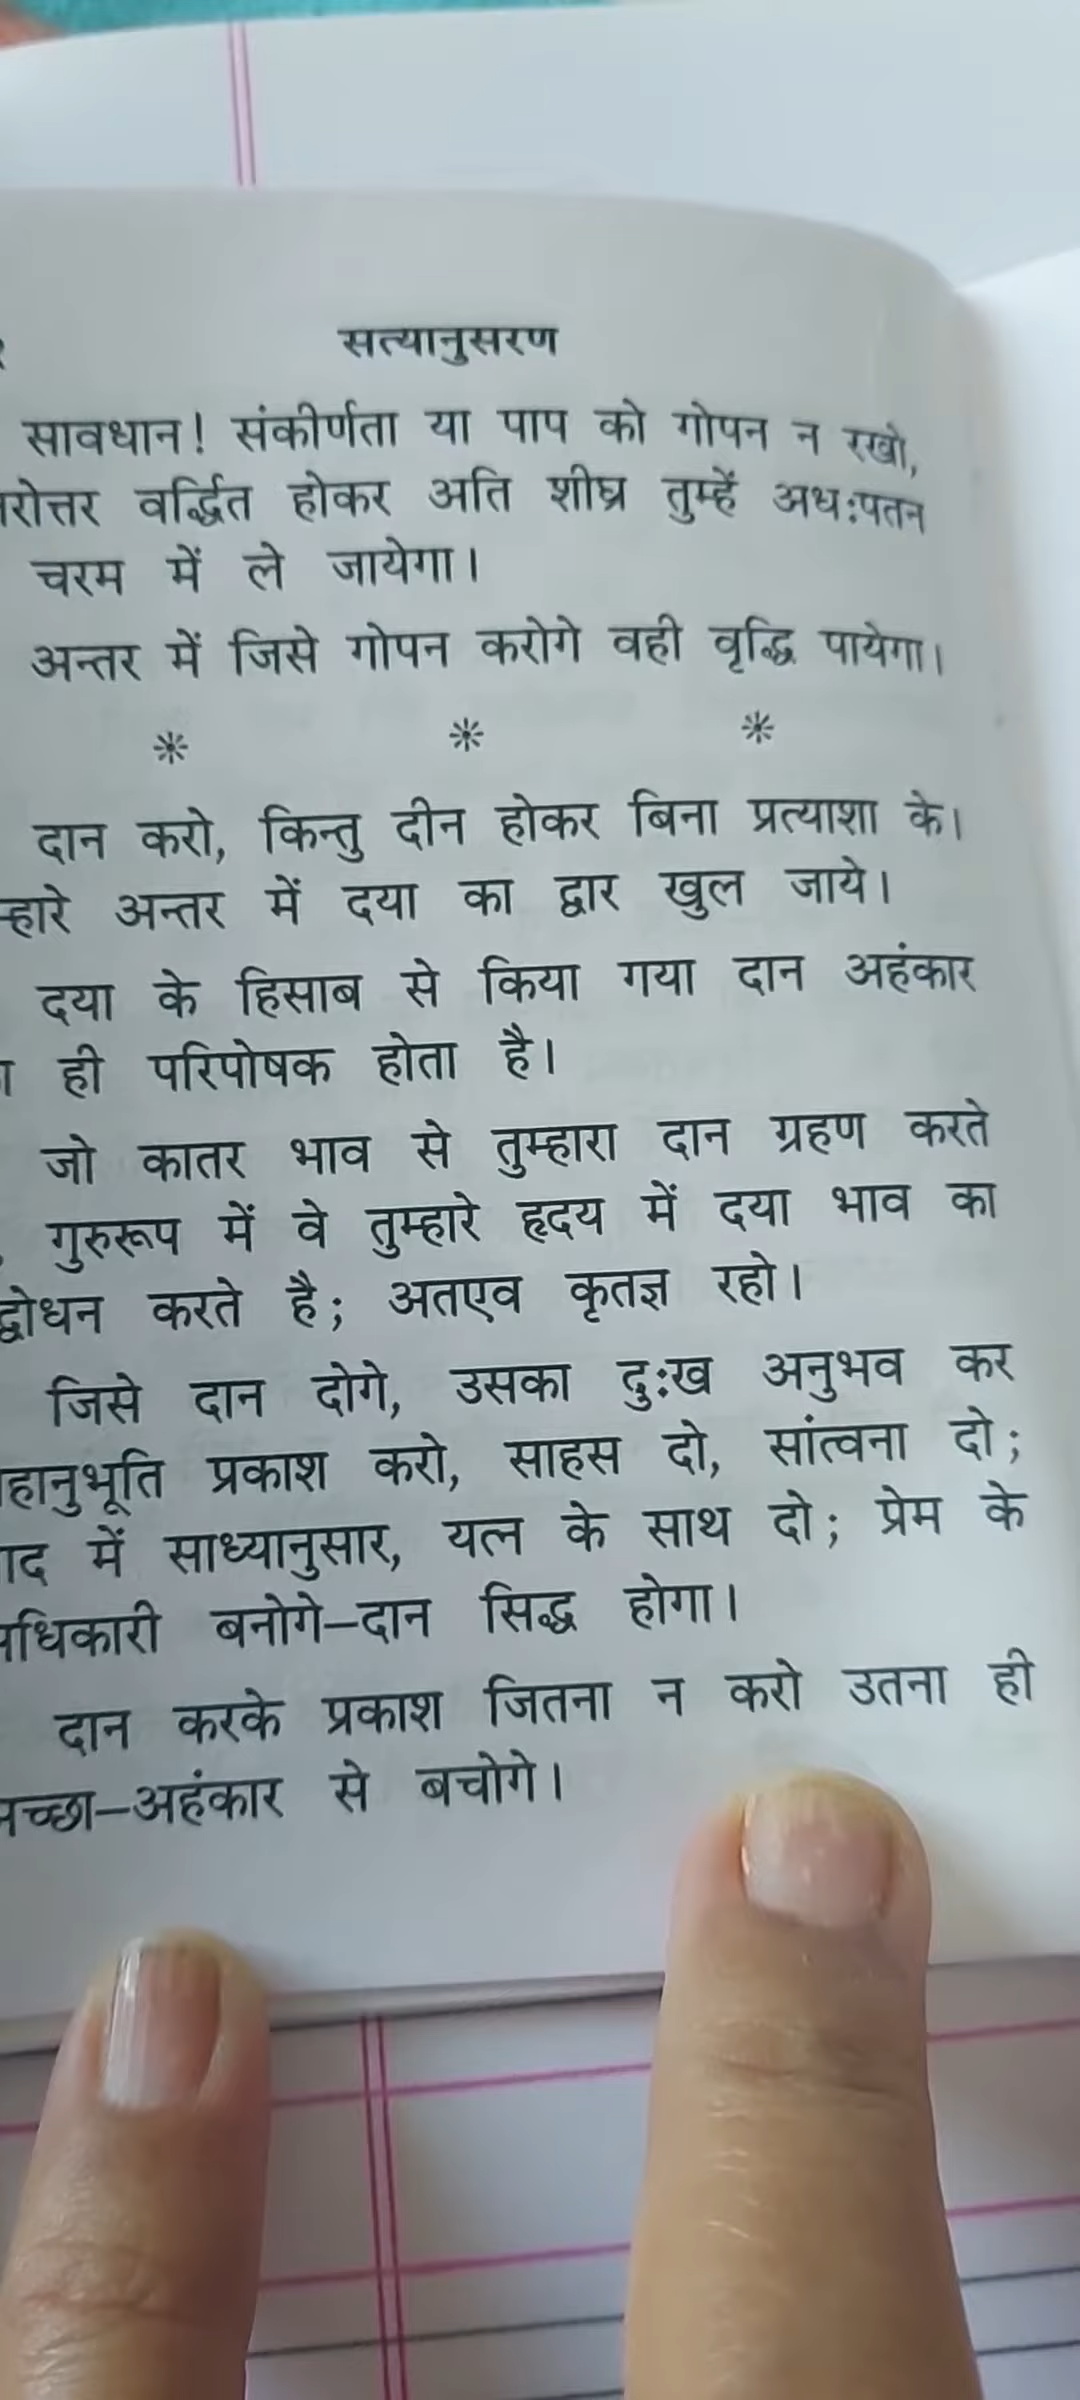 सत्यानुसरण
सावधान! संकीर्णता या पाप को गोपन न रखो,
वर्द्धित होकर अति शीघ्र तुम्हें अधःपतन
चरम में ले जायेगा।
अन्तर में जिसे गोपन करोगे वही वृद्धि पायेगा।
दान करो, किन्तु दीन होकर बिना प्रत्याशा के।
अन्तर में दया का द्वार खुल जाये।
दया के हिसाब से किया गया दान अहंकार
ही परिपोषक होता है।
जो कातर भाव से तुम्हारा दान ग्रहण करते
गुरुरूप में वे तुम्हारे हृदय में दया भाव का
करते है; अतएव कृतज्ञ रहो।
जिसे दान दोगे, उसका दुःख अनुभव कर
प्रकाश करो, साहस दो, सांत्वना दो;
में साध्यानुसार, यत्न के साथ दो; प्रेम के
बनोगे–दान सिद्ध होगा।
दान करके प्रकाश जितना न करो उतना ही
अहंकार से बचोगे।